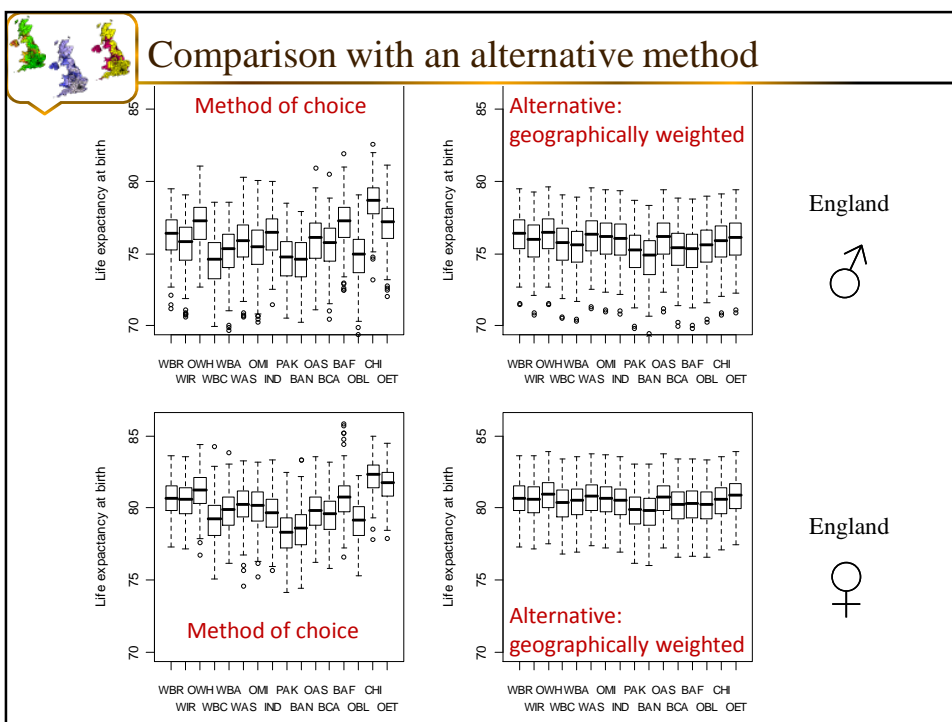 Comparison with an alternative method
Method of choice
Life expactancy at birth
85
80
75
70
WBR OWH WBA OMI PAK OAS BAF CHI
WIR WBC WAS IND BAN BCA OBL OET
Alternative:
geographically weighted
Life expactancy at birth
85
80
75
70
WBR OWH WBA OMI PAK OAS BAF CHI
WIR WBC WAS IND BAN BCA OBL OET
England
♂
Life expactancy at birth
85
80
75
70
Method of choice
WBR OWH WBA OMI PAK OAS BAF CHI
WIR WBC WAS IND BAN BCA OBL OET
Life expactancy at birth
85
80
75
70
Alternative:
geographically weighted
WBR OWH WBA OMI PAK OAS BAF CHI
WIR WBC WAS IND BAN BCA OBL OET
England
♀